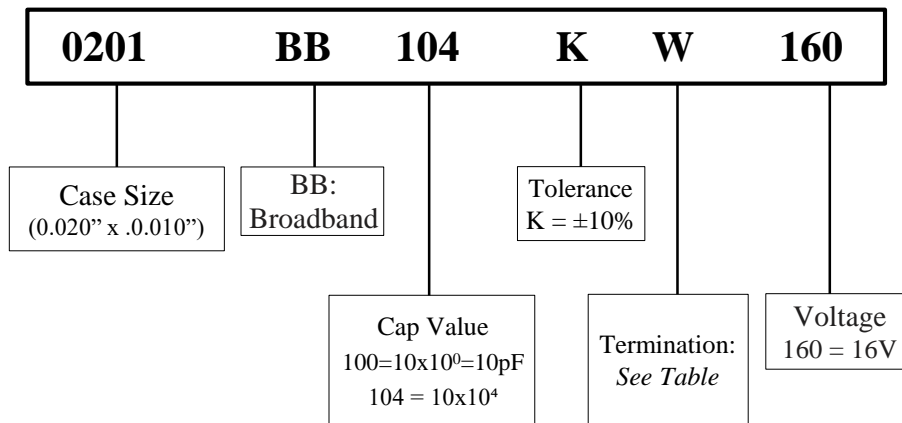 0201 BB 104 K W 160
Case Size
(0.020” x .0.010”)
BB:
Broadband
Tolerance
K = ±10%
Cap Value
100=10x10⁰=10pF
104 = 10x10⁴
Termination:
See Table
Voltage
160 = 16V